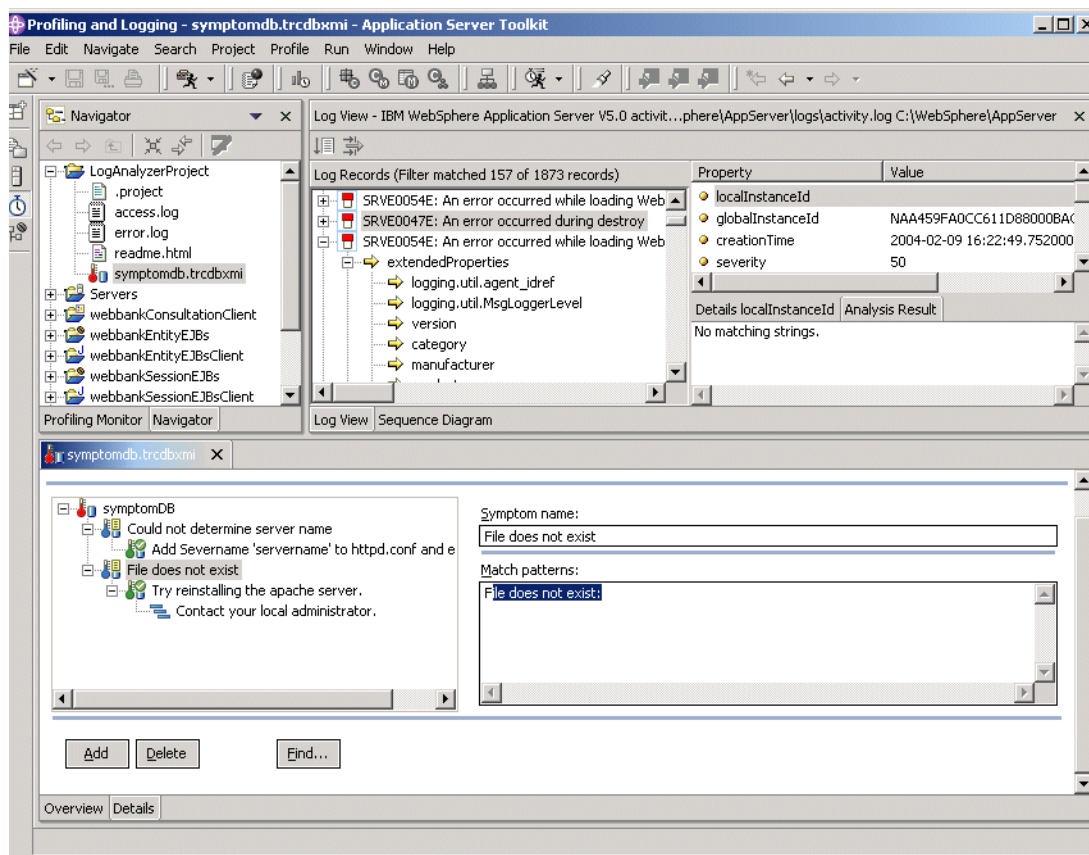 Profiling and Logging - symptomdb.trcdbxmi - Application Server Toolkit
File Edit Navigate Search Project Profile Run Window Help
Navigator
LogAnalyzerProject
.project
access.log
error.log
readme.html
symptomdb.trcdbxmi
Servers
webbankConsultationClient
webbankEntityEJBs
webbankEntityEJBsClient
webbankSessionEJBs
webbankSessionEJBsClient
Profiling Monitor Navigator
Log View - IBM WebSphere Application Server V5.0 activit...phere\AppServer\logs\activity.log C:\WebSphere\AppServer
Log Records (Filter matched 157 of 1873 records)
SRVE0054E: An error occurred while loading Web
SRVE0047E: An error occurred during destroy
SRVE0054E: An error occurred while loading Web
extendedProperties
logging.util.agent_idref
logging.util.MsgLoggerLevel
version
category
manufacturer
Log View Sequence Diagram
Property Value
localInstanceId
globalInstanceId NAA459FA0CC611D88000BA
creationTime 2004-02-09 16:22:49.752000
severity 50
Details localInstanceId Analysis Result
No matching strings.
symptomdb.trcdbxmi
symptomDB
Could not determine server name
Add Severname 'servername' to httpd.conf and e
File does not exist
Try reinstalling the apache server.
Contact your local administrator.
Symptom name:
File does not exist
Match patterns:
File does not exist:
Add Delete Find...
Overview Details